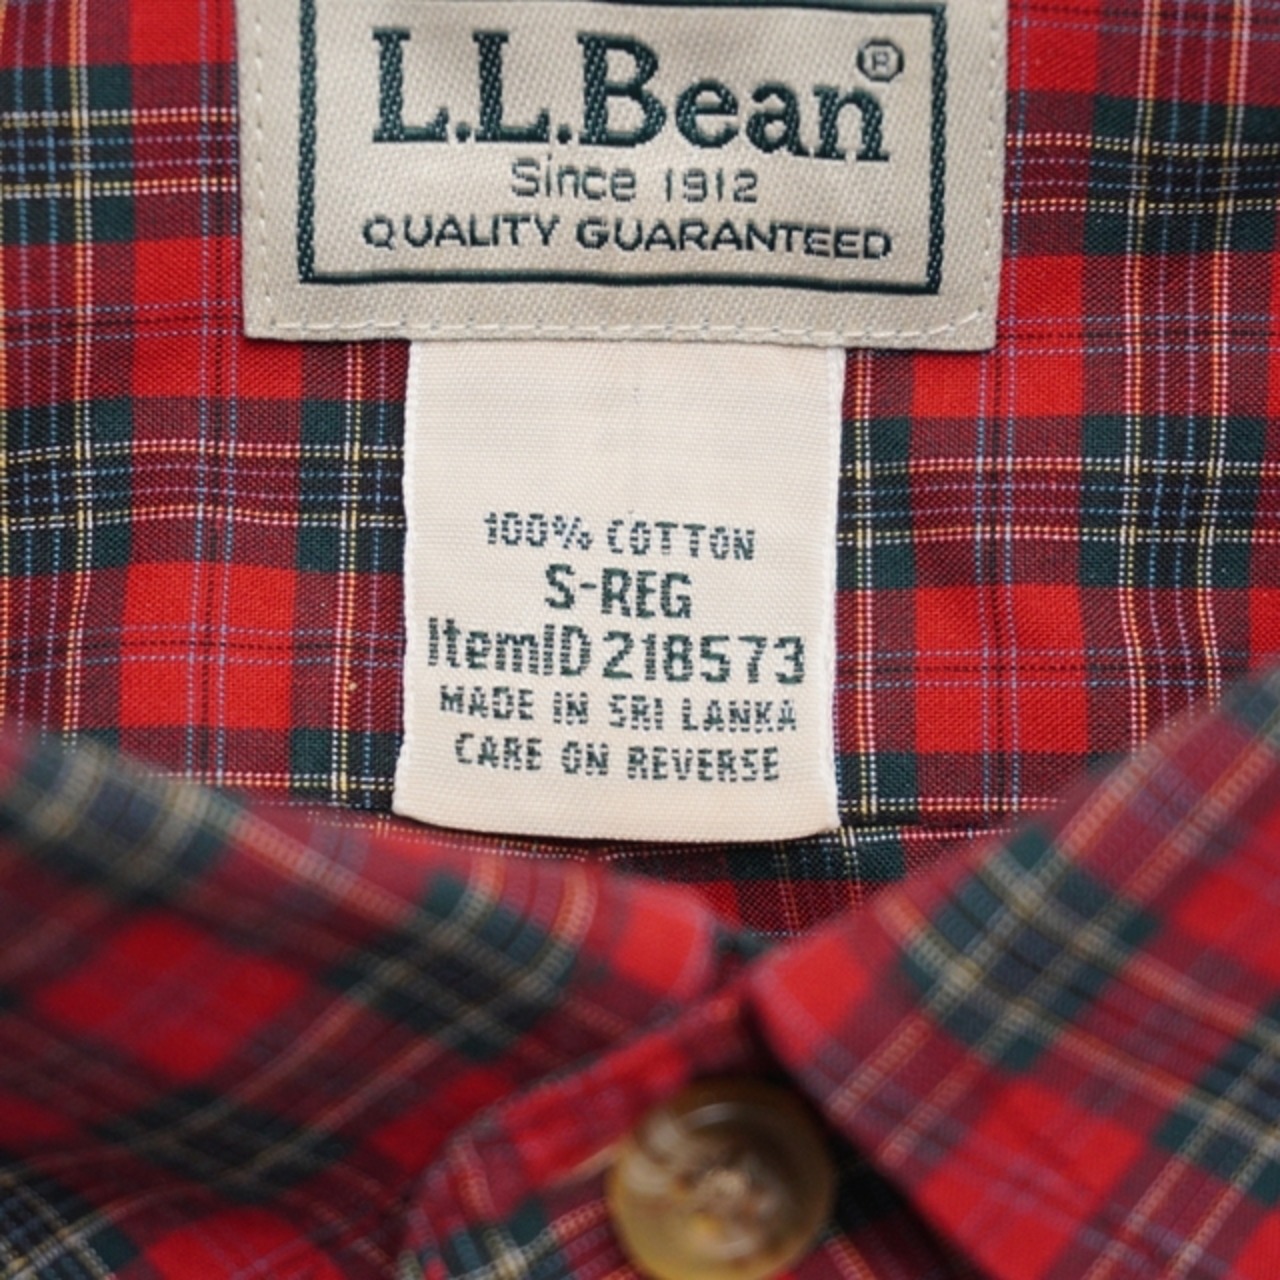 L.L.Bean®
Since 1912
QUALITY GUARANTEED
100% COTTON
S-REG
ItemID 218573
MADE IN SRI LANKA
CARE ON REVERSE